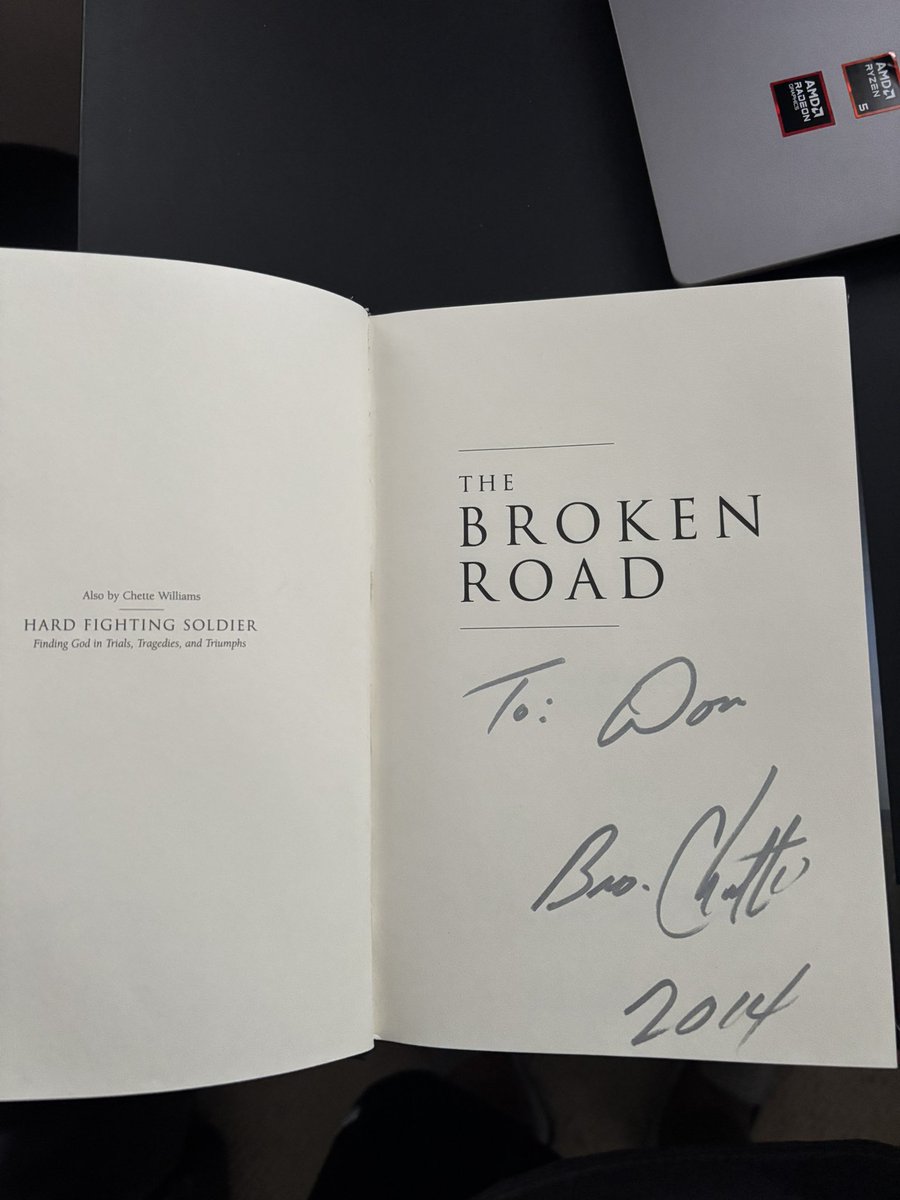 AMD
RADEON
GRAPHICS
AMD
RYZEN
5
Also by Chette Williams
HARD FIGHTING SOLDIER
Finding God in Trials, Tragedies, and Triumphs
THE
BROKEN
ROAD
To: Don
Bro. Chette
2014